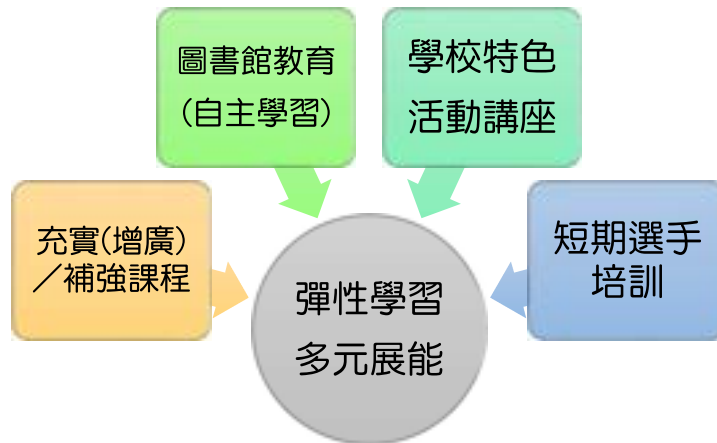 圖書館教育
(自主學習)
學校特色
活動講座
充實(增廣)
／補強課程
短期選手
培訓
彈性學習
多元展能